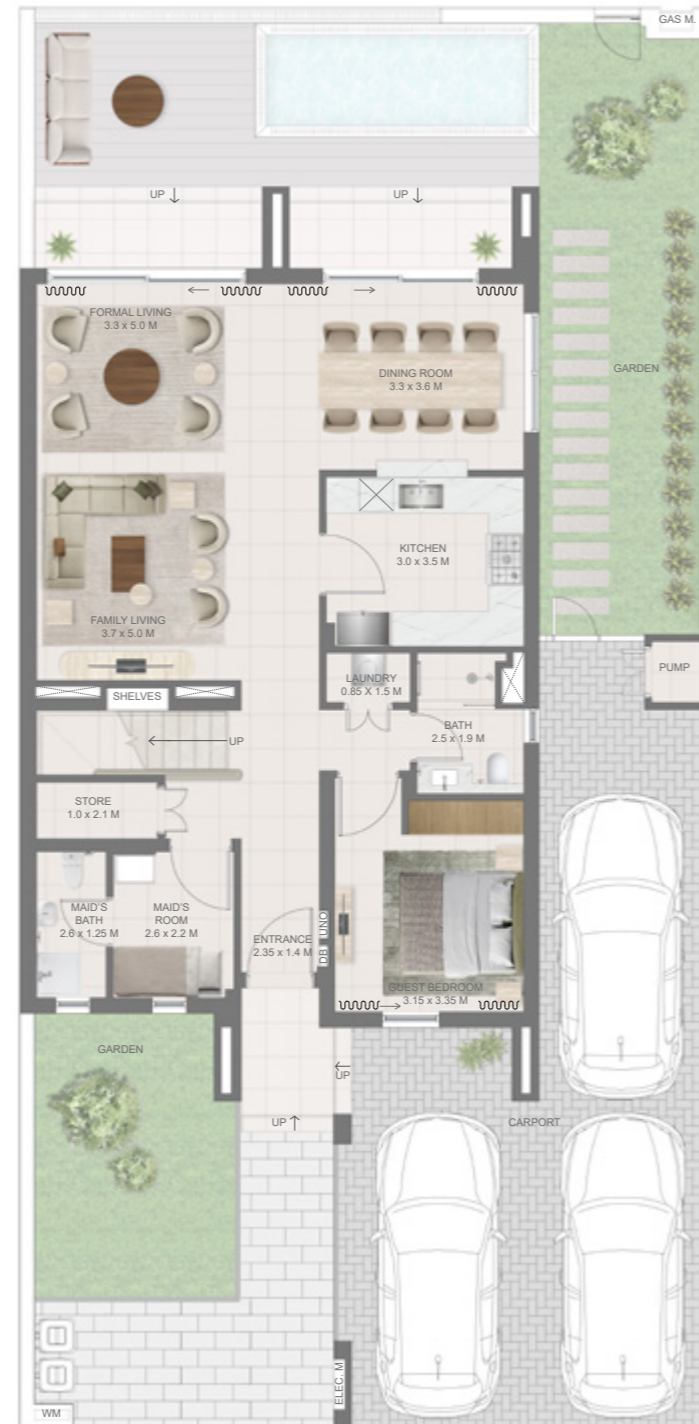 GAS M.
UP
UP
FORMAL LIVING
3.3 x 5.0 M
DINING ROOM
3.3 x 3.6 M
GARDEN
KITCHEN
3.0 x 3.5 M
FAMILY LIVING
3.7 x 5.0 M
PUMP
LAUNDRY
0.85 X 1.5 M
SHELVES
BATH
2.5 x 1.9 M
UP
STORE
1.0 x 2.1 M
MAID'S
BATH
2.6 x 1.25 M
MAID'S
ROOM
2.6 x 2.2 M
ENTRANCE
2.35 x 1.4 M
DB
UNO
GUEST BEDROOM
3.15 x 3.35 M
GARDEN
UP
UP
CARPORT
ELEC. M
WM